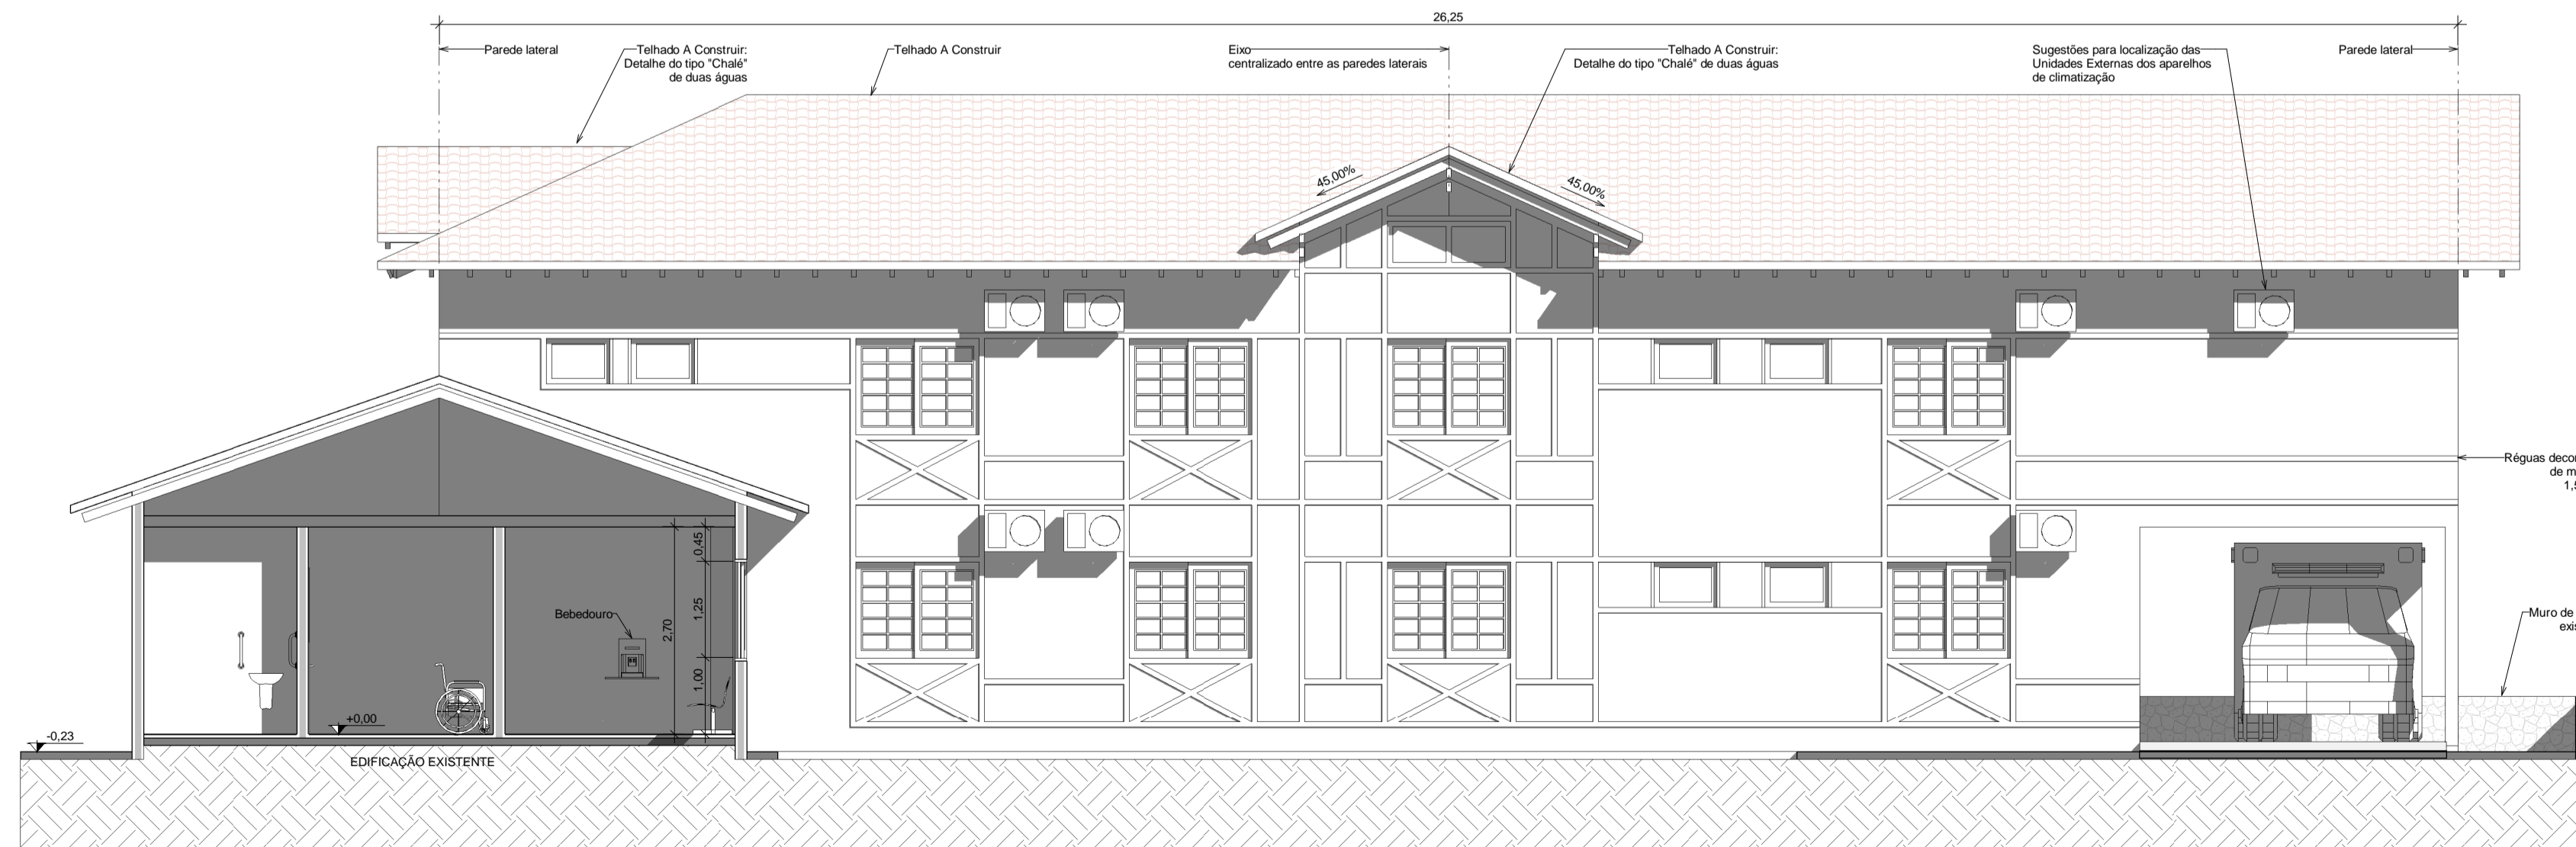 26,25
Parede lateral
Telhado A Construir:
Detalhe do tipo "Chalé"
de duas águas
Telhado A Construir
Eixo
centralizado entre as paredes laterais
Telhado A Construir:
Detalhe do tipo "Chalé" de duas águas
Sugestões para localização das
Unidades Externas dos aparelhos
de climatização
Parede lateral
45,00%
45,00%
Réguas
de
Muro de
0,45
1,25
2,70
1,00
Bebedouro
+0,00
-0,23
EDIFICAÇÃO EXISTENTE